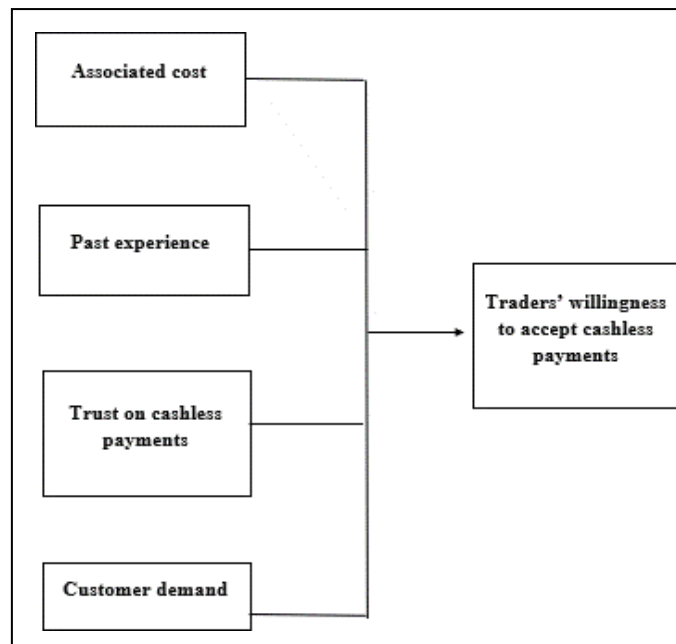 Associated cost
Past experience
Trust on cashless
payments
Customer demand
Traders’ willingness
to accept cashless
payments